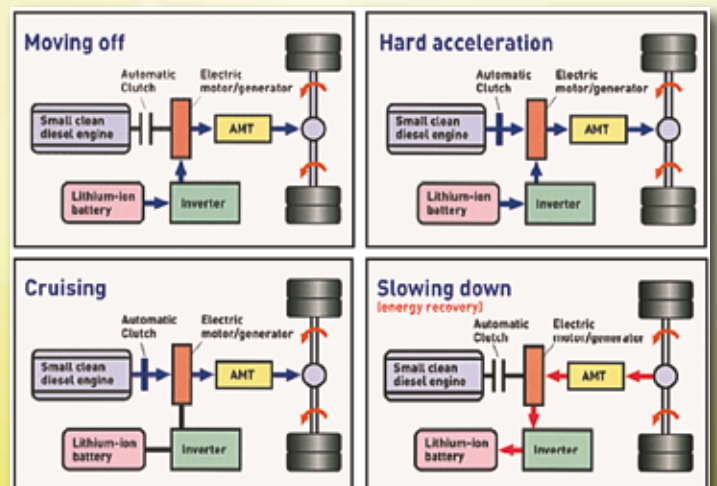 Moving off
Automatic
Clutch
Electric
motor/generator
Small clean
diesel engine
AMT
Lithium-ion
battery
Inverter
Hard acceleration
Automatic
Clutch
Electric
motor/generator
Small clean
diesel engine
AMT
Lithium-ion
battery
Inverter
Cruising
Automatic
Clutch
Electric
motor/generator
Small clean
diesel engine
AMT
Lithium-ion
battery
Inverter
Slowing down
(energy recovery)
Automatic
Clutch
Electric
motor/generator
Small clean
diesel engine
AMT
Lithium-ion
battery
Inverter